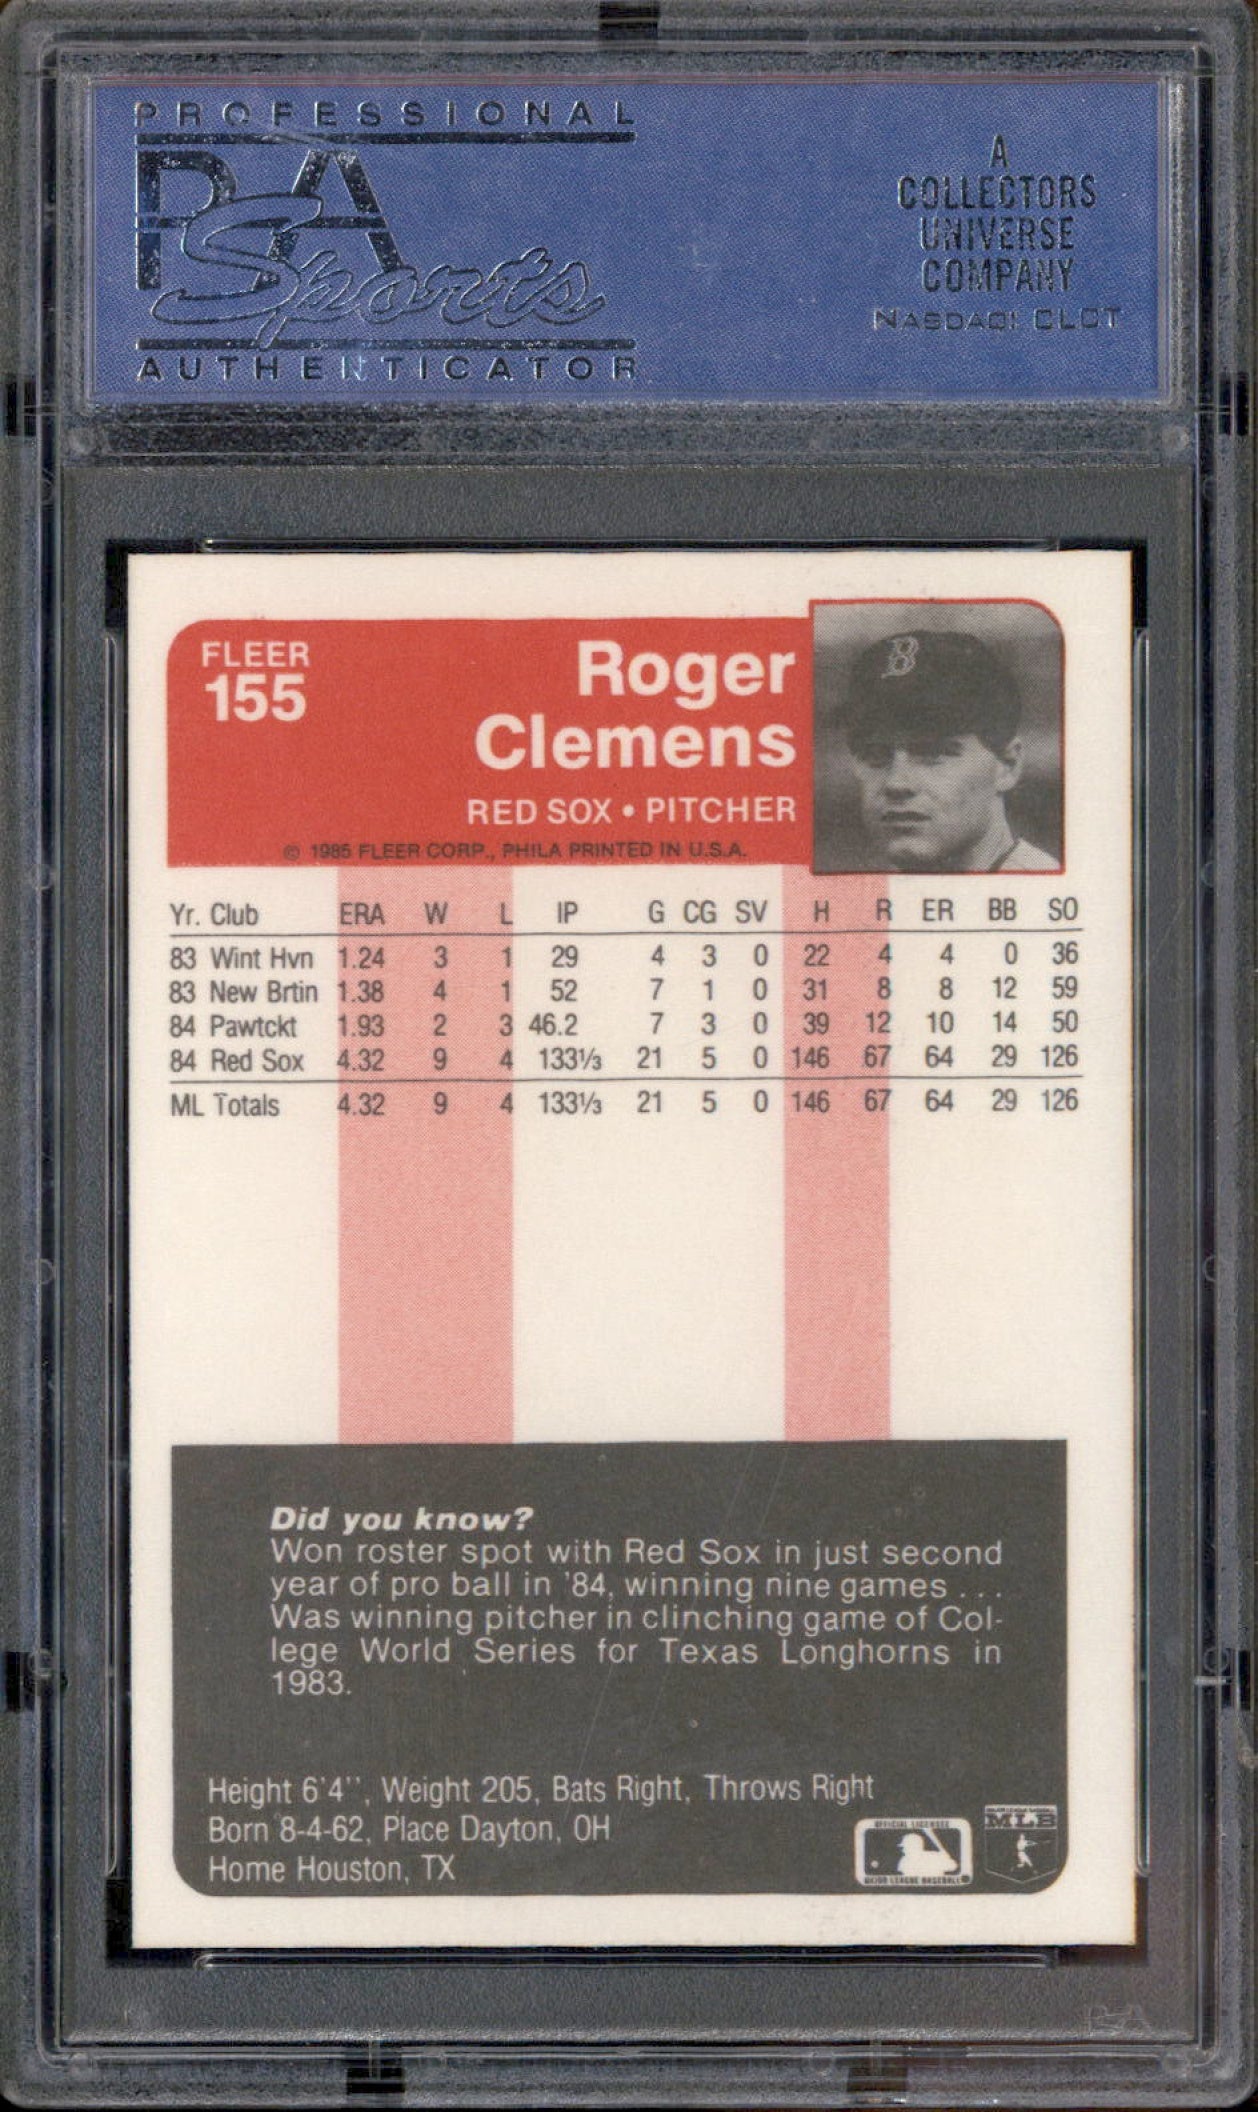 PROFESSIONAL
PSA
Sports
AUTHENTICATOR
A
COLLECTORS
UNIVERSE
COMPANY
NASDAQ: CLCT
FLEER
155
Roger
Clemens
RED SOX • PITCHER
© 1985 FLEER CORP., PHILA PRINTED IN U.S.A.
Yr. Club ERA W L IP G CG SV H R ER BB SO
83 Wint Hvn 1.24 3 1 29 4 3 0 22 4 4 0 36
83 New Brtin 1.38 4 1 52 7 1 0 31 8 8 12 59
84 Pawtckt 1.93 2 3 46.2 7 3 0 39 12 10 14 50
84 Red Sox 4.32 9 4 133⅓ 21 5 0 146 67 64 29 126
ML Totals 4.32 9 4 133⅓ 21 5 0 146 67 64 29 126
Did you know?
Won roster spot with Red Sox in just second
year of pro ball in '84, winning nine games . . .
Was winning pitcher in clinching game of Col-
lege World Series for Texas Longhorns in
1983.
Height 6'4'', Weight 205, Bats Right, Throws Right
Born 8-4-62, Place Dayton, OH
Home Houston, TX
OFFICIAL LICENSEE
MAJOR LEAGUE BASEBALL
MLB
B
PSA